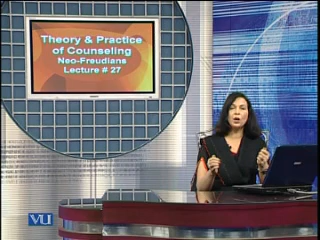 Theory & Practice
of Counseling
Neo-Freudians
Lecture # 27
VU